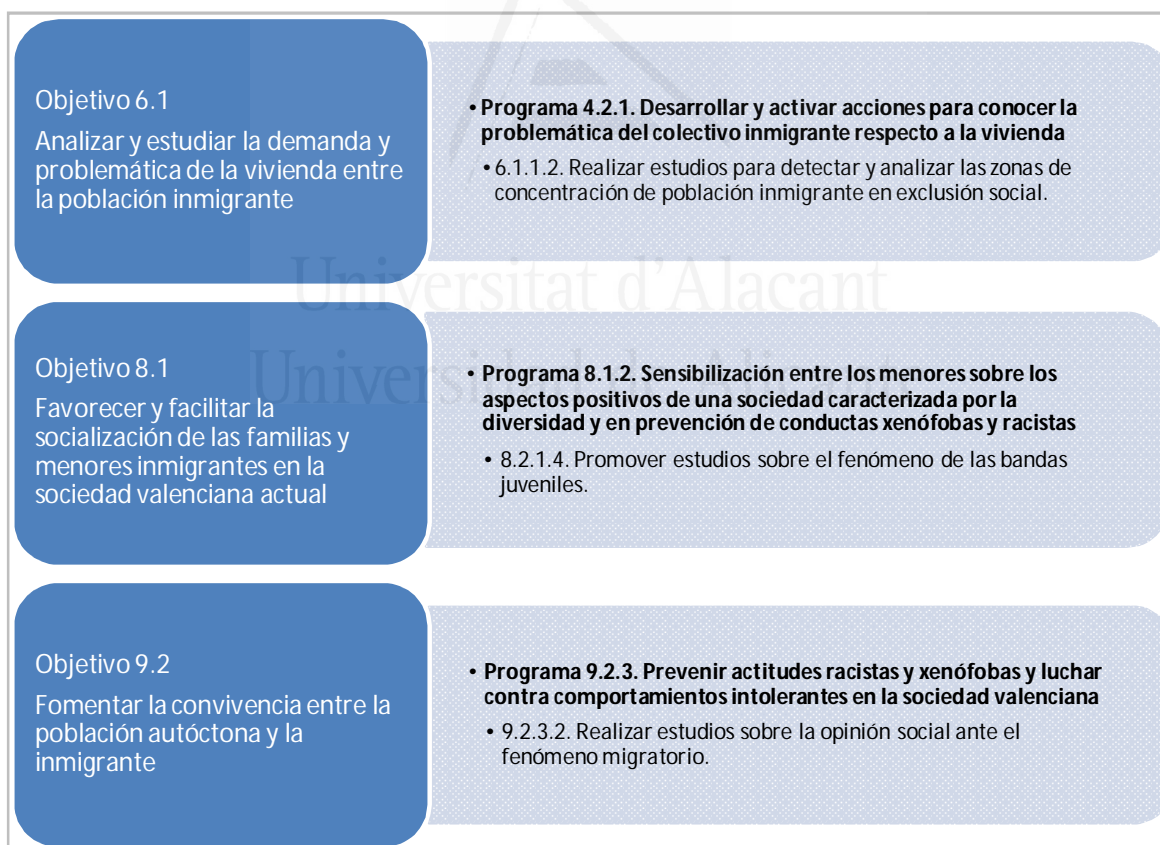 Objetivo 6.1
Analizar y estudiar la demanda y
problemática de la vivienda entre
la población inmigrante
• Programa 4.2.1. Desarrollar y activar acciones para conocer la
problemática del colectivo inmigrante respecto a la vivienda
• 6.1.1.2. Realizar estudios para detectar y analizar las zonas de
concentración de población inmigrante en exclusión social.
Universitat d'Alacant
Universidad de Alicante
Objetivo 8.1
Favorecer y facilitar la
socialización de las familias y
menores inmigrantes en la
sociedad valenciana actual
• Programa 8.1.2. Sensibilización entre los menores sobre los
aspectos positivos de una sociedad caracterizada por la
diversidad y en prevención de conductas xenófobas y racistas
• 8.2.1.4. Promover estudios sobre el fenómeno de las bandas
juveniles.
Objetivo 9.2
Fomentar la convivencia entre la
población autóctona y la
inmigrante
• Programa 9.2.3. Prevenir actitudes racistas y xenófobas y luchar
contra comportamientos intolerantes en la sociedad valenciana
• 9.2.3.2. Realizar estudios sobre la opinión social ante el
fenómeno migratorio.